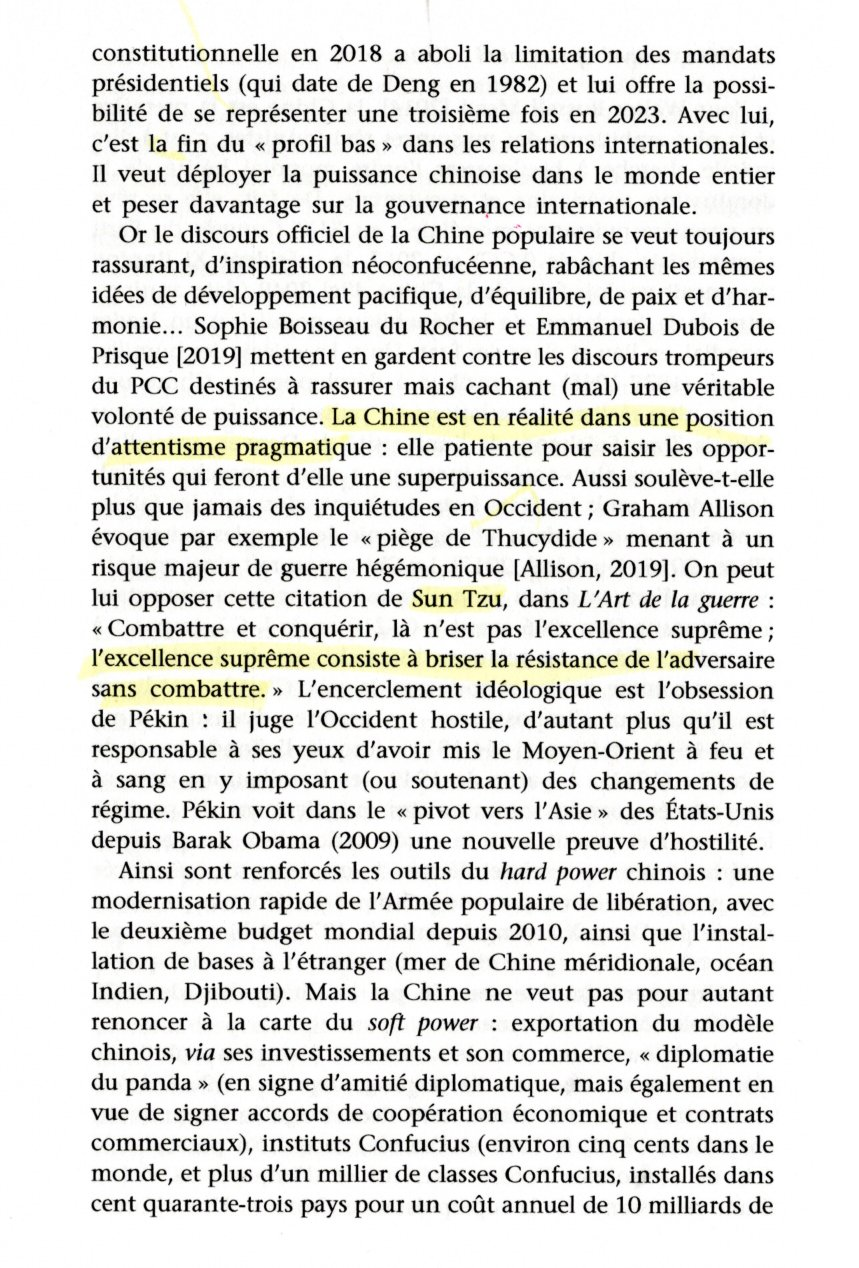 constitutionnelle en 2018 a aboli la limitation des mandats
présidentiels (qui date de Deng en 1982) et lui offre la possi-
bilité de se représenter une troisième fois en 2023. Avec lui,
c'est la fin du « profil bas » dans les relations internationales.
Il veut déployer la puissance chinoise dans le monde entier
et peser davantage sur la gouvernance internationale.
Or le discours officiel de la Chine populaire se veut toujours
rassurant, d'inspiration néoconfucéenne, rabâchant les mêmes
idées de développement pacifique, d'équilibre, de paix et d'har-
monie... Sophie Boisseau du Rocher et Emmanuel Dubois de
Prisque [2019] mettent en gardent contre les discours trompeurs
du PCC destinés à rassurer mais cachant (mal) une véritable
volonté de puissance. La Chine est en réalité dans une position
d'attentisme pragmatique : elle patiente pour saisir les oppor-
tunités qui feront d'elle une superpuissance. Aussi soulève-t-elle
plus que jamais des inquiétudes en Occident ; Graham Allison
évoque par exemple le « piège de Thucydide » menant à un
risque majeur de guerre hégémonique [Allison, 2019]. On peut
lui opposer cette citation de Sun Tzu, dans L'Art de la guerre :
« Combattre et conquérir, là n'est pas l'excellence suprême ;
l'excellence suprême consiste à briser la résistance de l'adversaire
sans combattre. » L'encerclement idéologique est l'obsession
de Pékin : il juge l'Occident hostile, d'autant plus qu'il est
responsable à ses yeux d'avoir mis le Moyen-Orient à feu et
à sang en y imposant (ou soutenant) des changements de
régime. Pékin voit dans le « pivot vers l'Asie » des États-Unis
depuis Barak Obama (2009) une nouvelle preuve d'hostilité.
Ainsi sont renforcés les outils du hard power chinois : une
modernisation rapide de l'Armée populaire de libération, avec
le deuxième budget mondial depuis 2010, ainsi que l'instal-
lation de bases à l'étranger (mer de Chine méridionale, océan
Indien, Djibouti). Mais la Chine ne veut pas pour autant
renoncer à la carte du soft power : exportation du modèle
chinois, via ses investissements et son commerce, « diplomatie
du panda » (en signe d'amitié diplomatique, mais également en
vue de signer accords de coopération économique et contrats
commerciaux), instituts Confucius (environ cinq cents dans le
monde, et plus d'un millier de classes Confucius, installés dans
cent quarante-trois pays pour un coût annuel de 10 milliards de